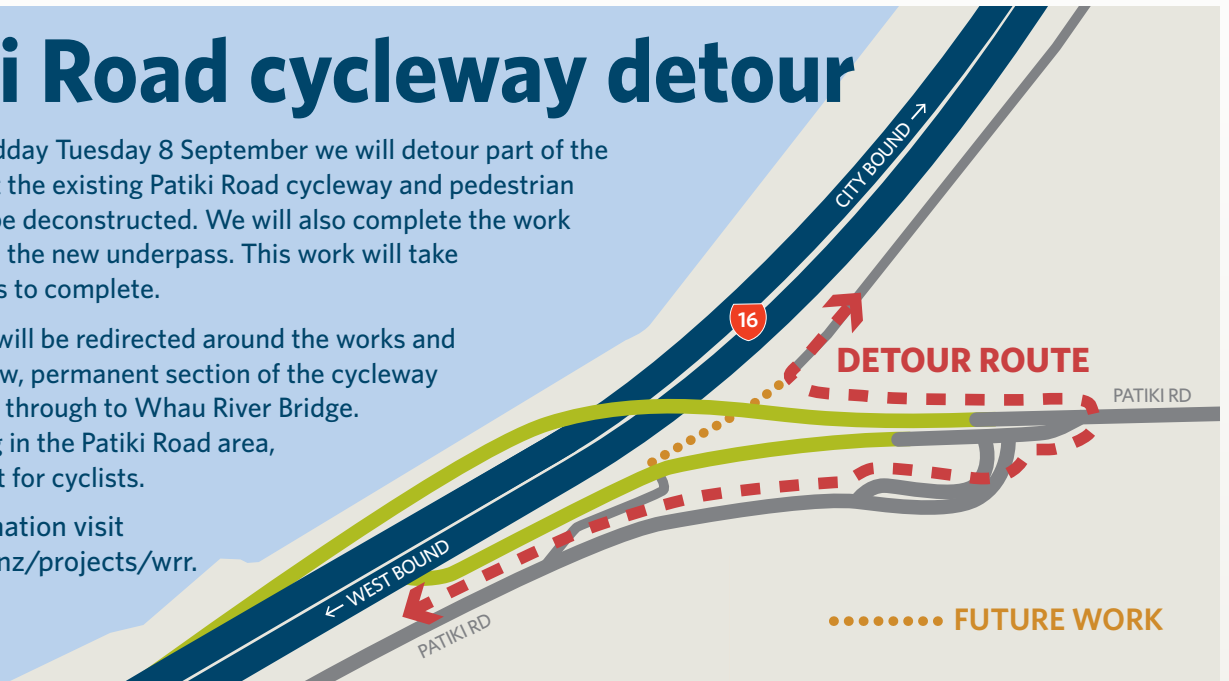 i Road cycleway detour
dday Tuesday 8 September we will detour part of the
the existing Patiki Road cycleway and pedestrian
be deconstructed. We will also complete the work
the new underpass. This work will take
s to complete.
will be redirected around the works and
w, permanent section of the cycleway
through to Whau River Bridge.
g in the Patiki Road area,
t for cyclists.
nation visit
nz/projects/wrr.
CITY BOUND →
16
DETOUR ROUTE
PATIKI RD
← WEST BOUND
PATIKI RD
FUTURE WORK